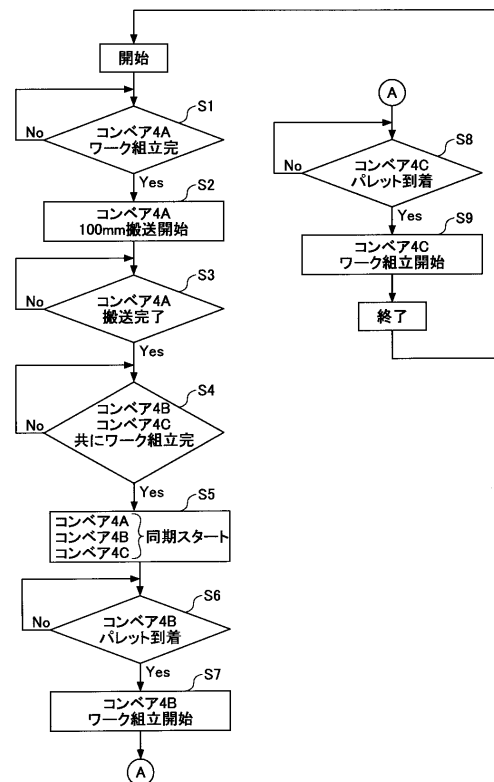 開始
S1
コンベア4A
ワーク組立完
No
Yes
S2
コンベア4A
100mm搬送開始
S3
コンベア4A
搬送完了
No
Yes
S4
コンベア4B
コンベア4C
共にワーク組立完
No
Yes
S5
コンベア4A
コンベア4B
コンベア4C
同期スタート
S6
コンベア4B
パレット到着
No
Yes
S7
コンベア4B
ワーク組立開始
A
A
S8
コンベア4C
パレット到着
No
Yes
S9
コンベア4C
ワーク組立開始
終了